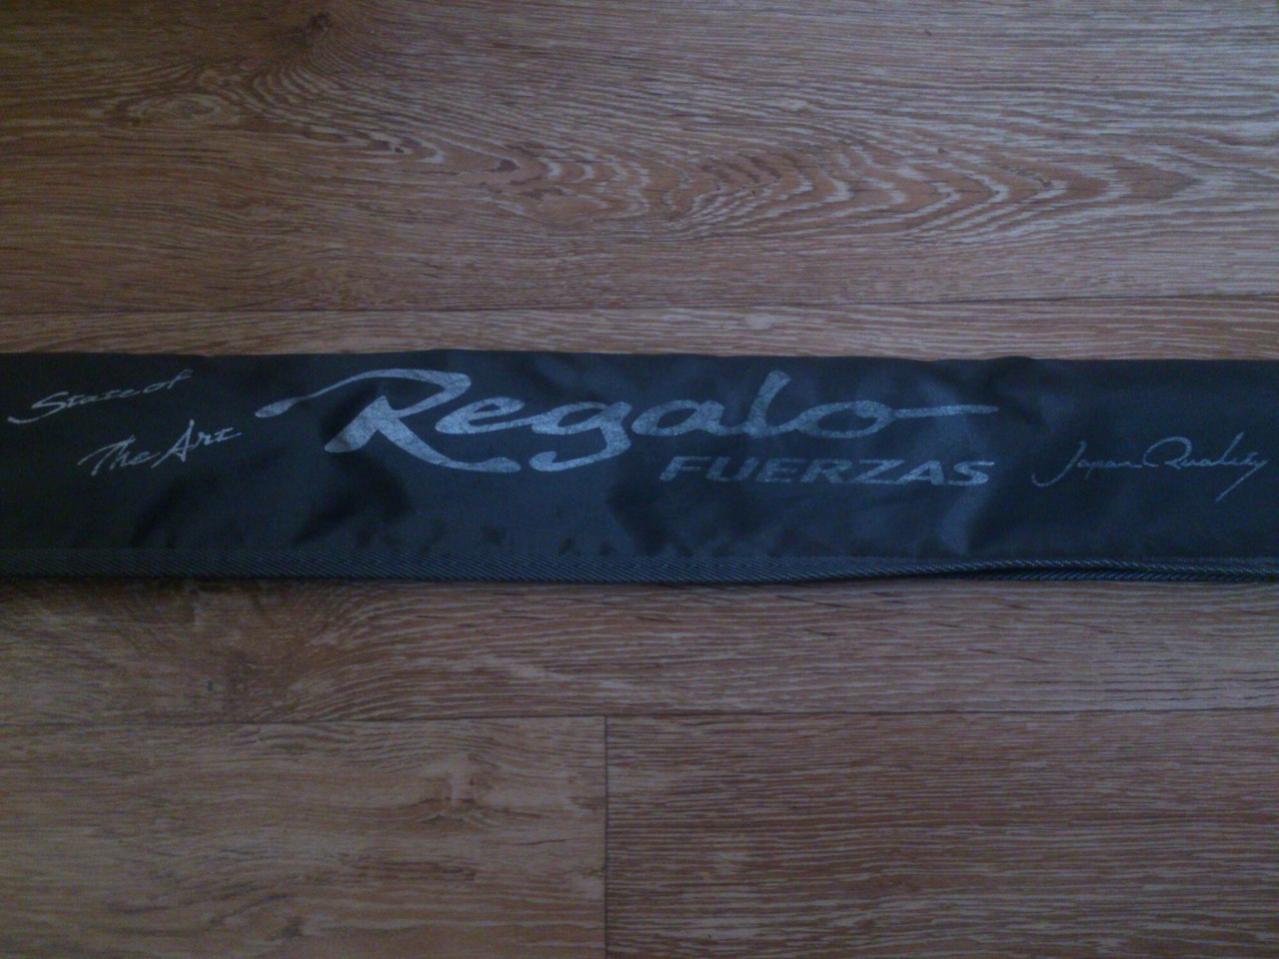 State of
The Art
Regalo
FUERZAS
Japan Quality